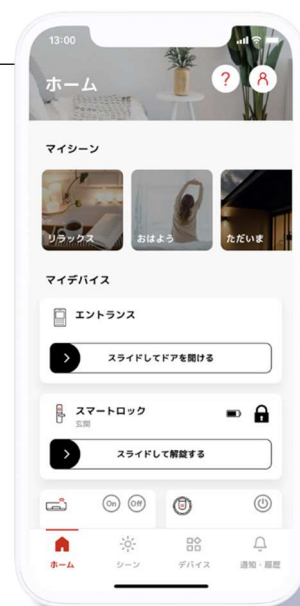 13:00
ホーム
?
マイシーン
リラックス
おはよう
ただいま
マイデバイス
エントランス
スライドしてドアを開ける
スマートロック
玄関
スライドして解錠する
On Off
ホーム シーン デバイス 通知・履歴